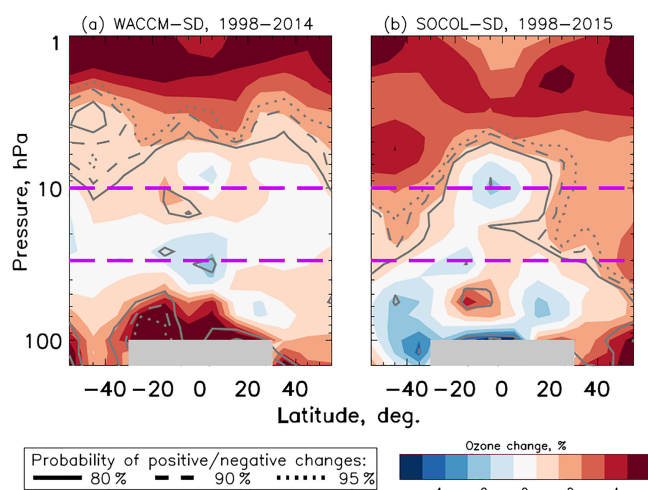 (a) WACCM-SD, 1998-2014
(b) SOCOL-SD, 1998-2015
1
10
100
Pressure, hPa
-40 -20 0 20 40
-40 -20 0 20 40
Latitude, deg.
Probability of positive/negative changes:
80% 90% 95%
Ozone change, %